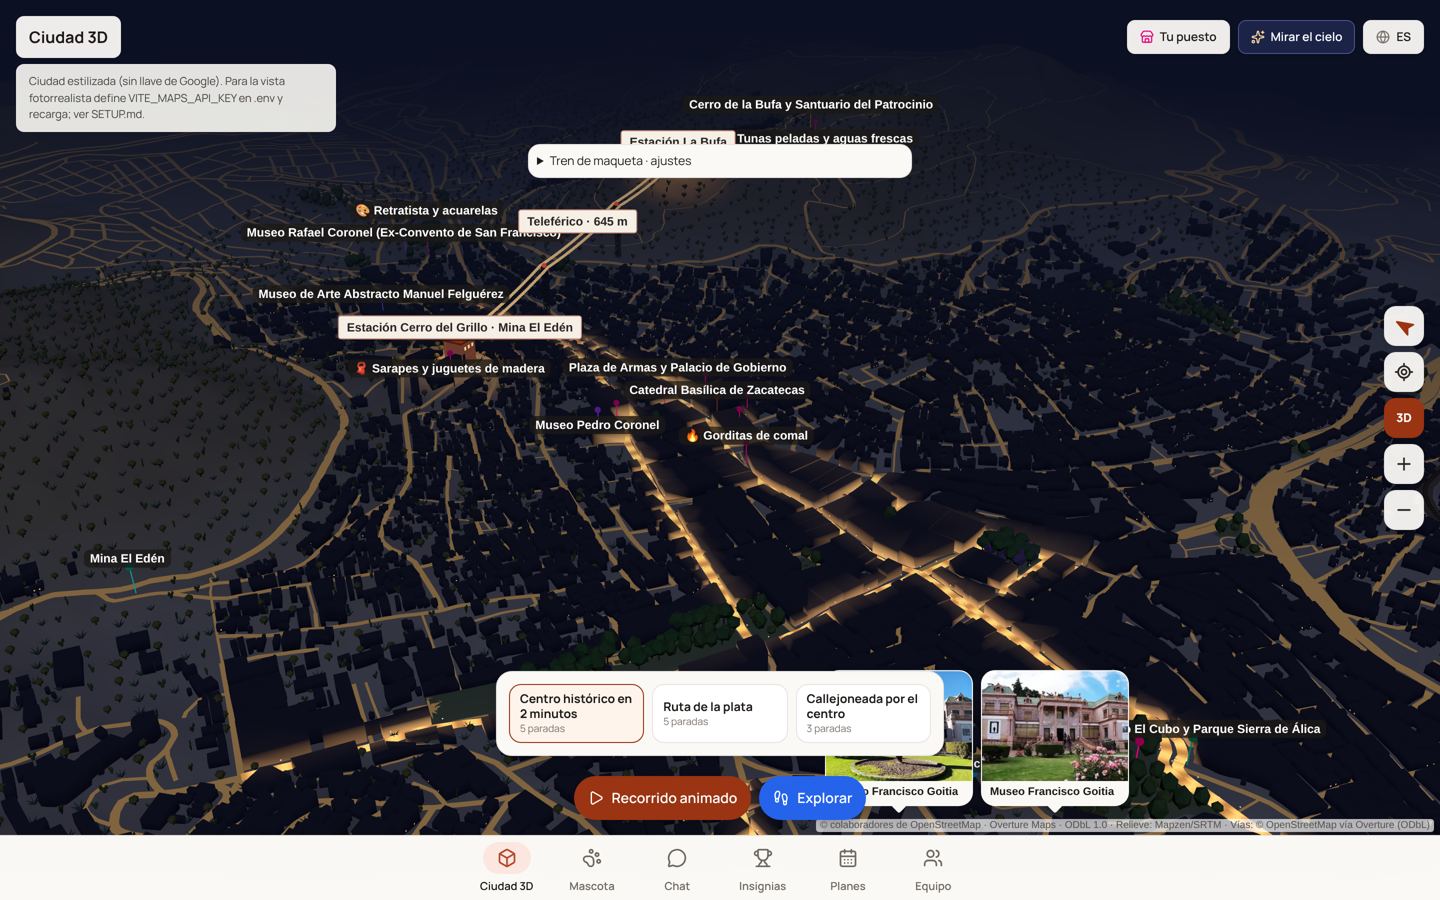 Ciudad 3D
Tu puesto
Mirar el cielo
ES
Ciudad estilizada (sin llave de Google). Para la vista
fotorrealista define VITE_MAPS_API_KEY en .env y
recarga; ver SETUP.md.
Cerro de la Bufa y Santuario del Patrocinio
Estación La Bufa
Tunas peladas y aguas frescas
Tren de maqueta · ajustes
Retratista y acuarelas
Teleférico · 645 m
Museo Rafael Coronel (Ex-Convento de San Francisco)
Museo de Arte Abstracto Manuel Felguérez
Estación Cerro del Grillo · Mina El Edén
Sarapes y juguetes de madera
Plaza de Armas y Palacio de Gobierno
Catedral Basílica de Zacatecas
Museo Pedro Coronel
Gorditas de comal
3D
Mina El Edén
Centro histórico en
2 minutos
5 paradas
Ruta de la plata
5 paradas
Callejoneada por el
centro
3 paradas
El Cubo y Parque Sierra de Álica
Francisco Goitia
Museo Francisco Goitia
Recorrido animado
Explorar
© colaboradores de OpenStreetMap · Overture Maps · ODbL 1.0 · Relieve: Mapzen/SRTM · Vías: © OpenStreetMap vía Overture (ODbL)
Ciudad 3D
Mascota
Chat
Insignias
Planes
Equipo